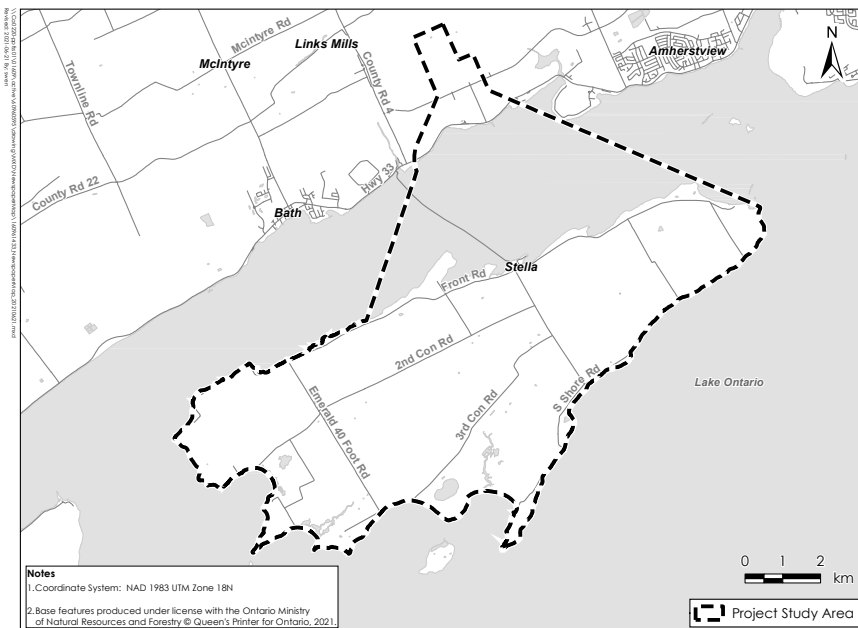 McIntyre Rd
Links Mills
McIntyre
Amherstview
N
Townline Rd
County Rd 4
County Rd 22
Hwy 33
Bath
Stella
Front Rd
2nd Con Rd
Lake Ontario
S Shore Rd
3rd Con Rd
Emerald 40 Foot Rd
0 1 2
km
Notes
1.Coordinate System: NAD 1983 UTM Zone 18N
2.Base features produced under license with the Ontario Ministry
of Natural Resources and Forestry © Queen's Printer for Ontario, 2021.
Project Study Area